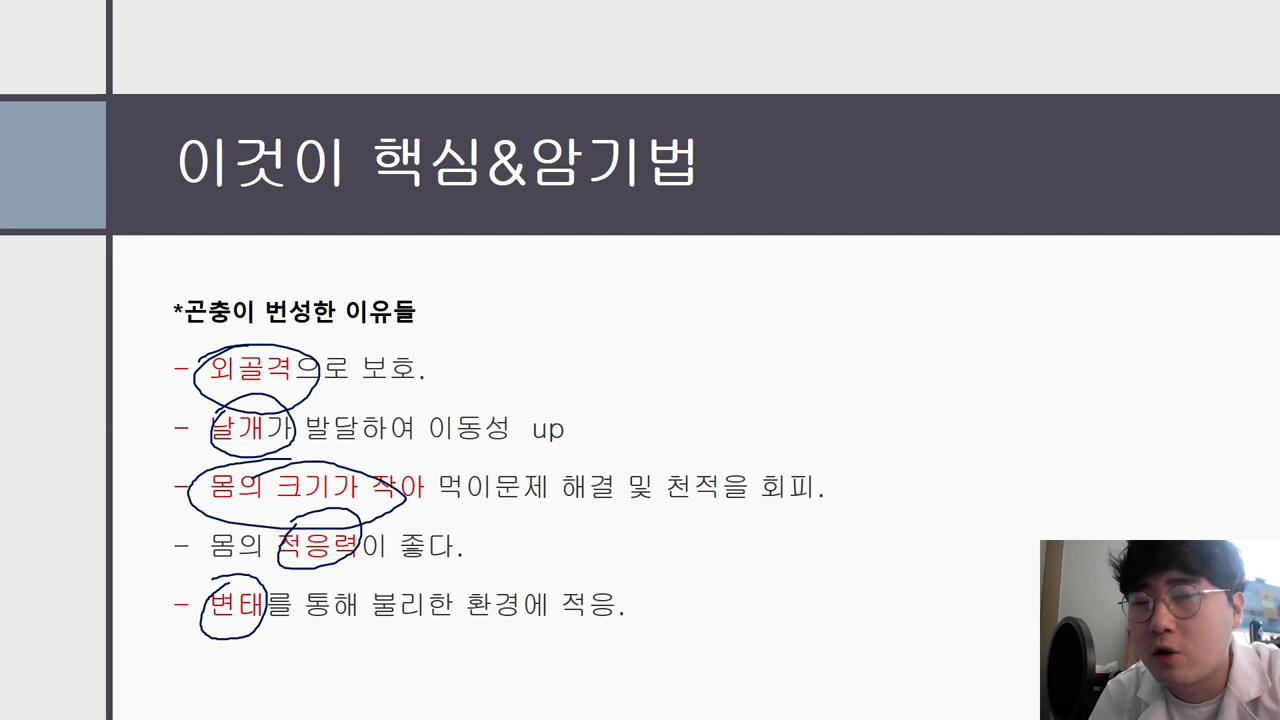 이것이 핵심&암기법
*곤충이 번성한 이유들
- 외골격으로 보호.
- 날개가 발달하여 이동성 up
- 몸의 크기가 작아 먹이문제 해결 및 천적을 회피.
- 몸의 적응력이 좋다.
- 변태를 통해 불리한 환경에 적응.